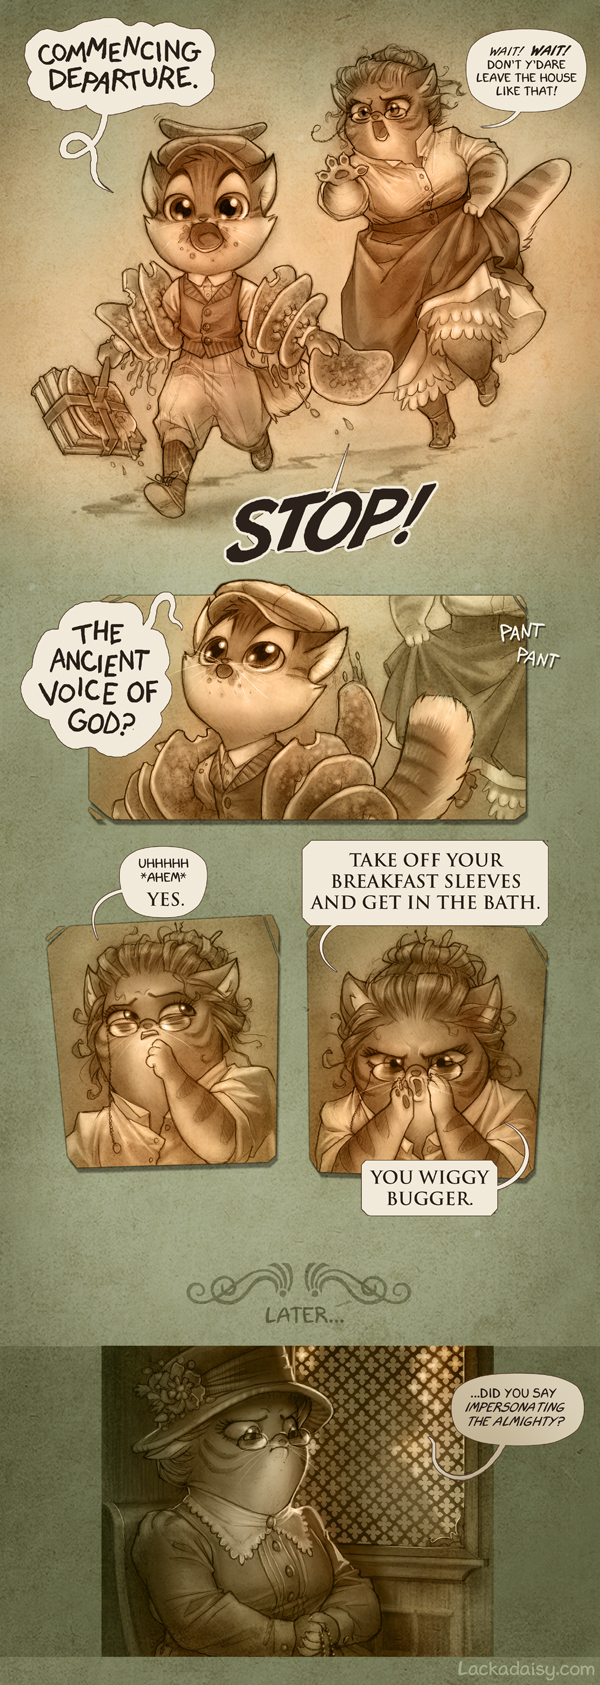 COMMENCING
DEPARTURE.
WAIT! WAIT!
DON'T Y'DARE
LEAVE THE HOUSE
LIKE THAT!
STOP!
THE
ANCIENT
VOICE OF
GOD?
PANT
PANT
UHHHHH
*AHEM*
YES.
TAKE OFF YOUR
BREAKFAST SLEEVES
AND GET IN THE BATH.
YOU WIGGY
BUGGER.
LATER...
...DID YOU SAY
IMPERSONATING
THE ALMIGHTY?
Lackadaisy.com